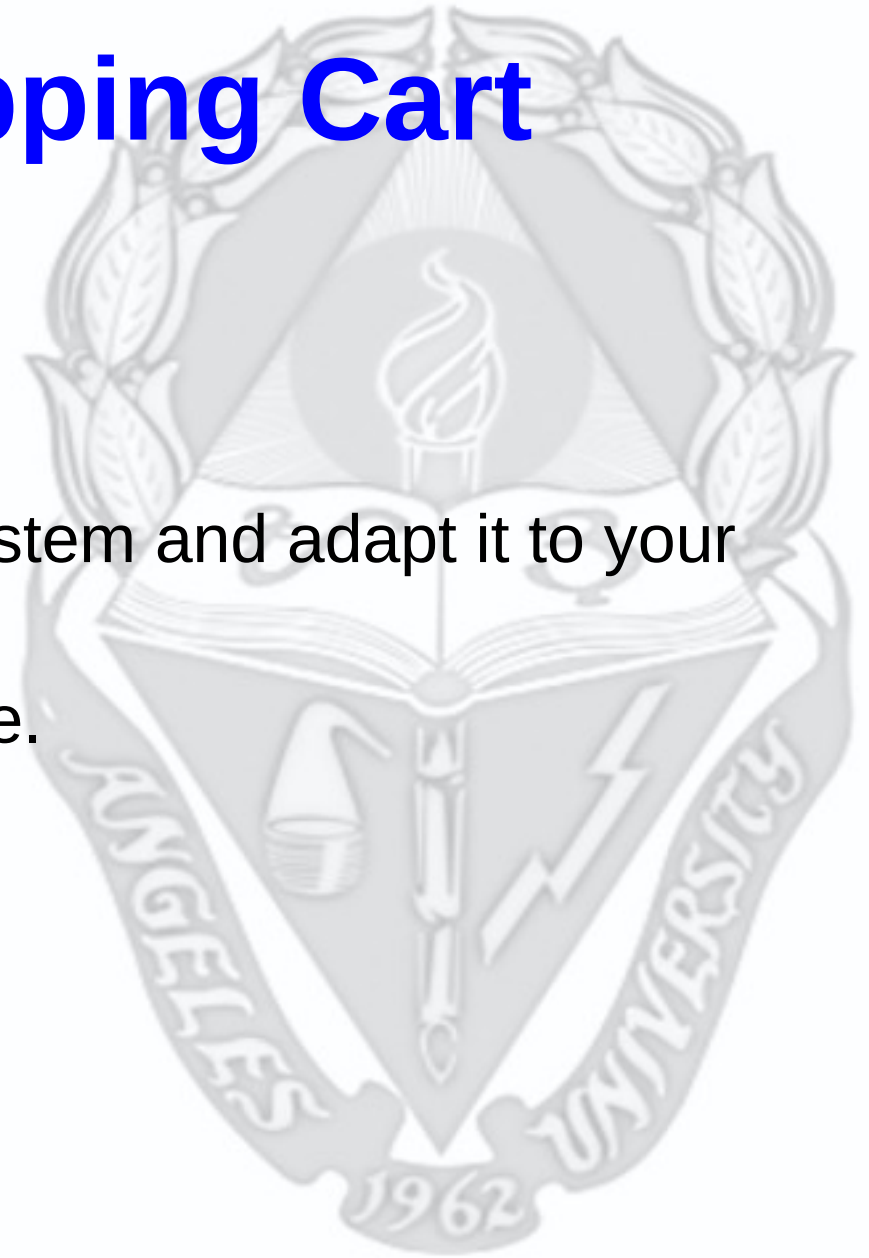 pping Cart
stem and adapt it to your
e.
ANGELES
UNIVERSITY
1962